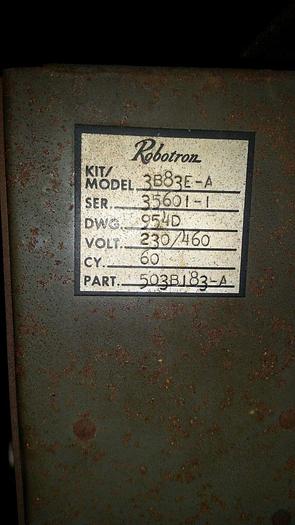 Robotron
KIT/
MODEL 3B83E-A
SER. 35601-1
DWG. 954D
VOLT. 230/460
CY. 60
PART. 503B183-A